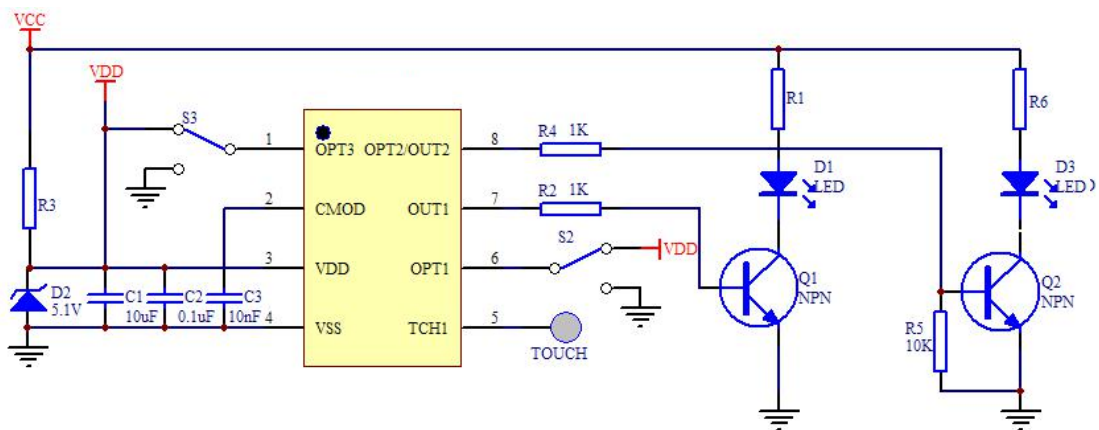 VCC
VDD
S3
1
OPT3
OPT2/OUT2
8
R4 1K
R1
R6
D1
LED
D3
LED
R3
2
CMOD
OUT1
7
R2 1K
S2
VDD
3
VDD
OPT1
6
Q1
NPN
Q2
NPN
D2
5.1V
C1
10uF
C2
0.1uF
C3
10nF
4
VSS
TCH1
5
TOUCH
R5
10K